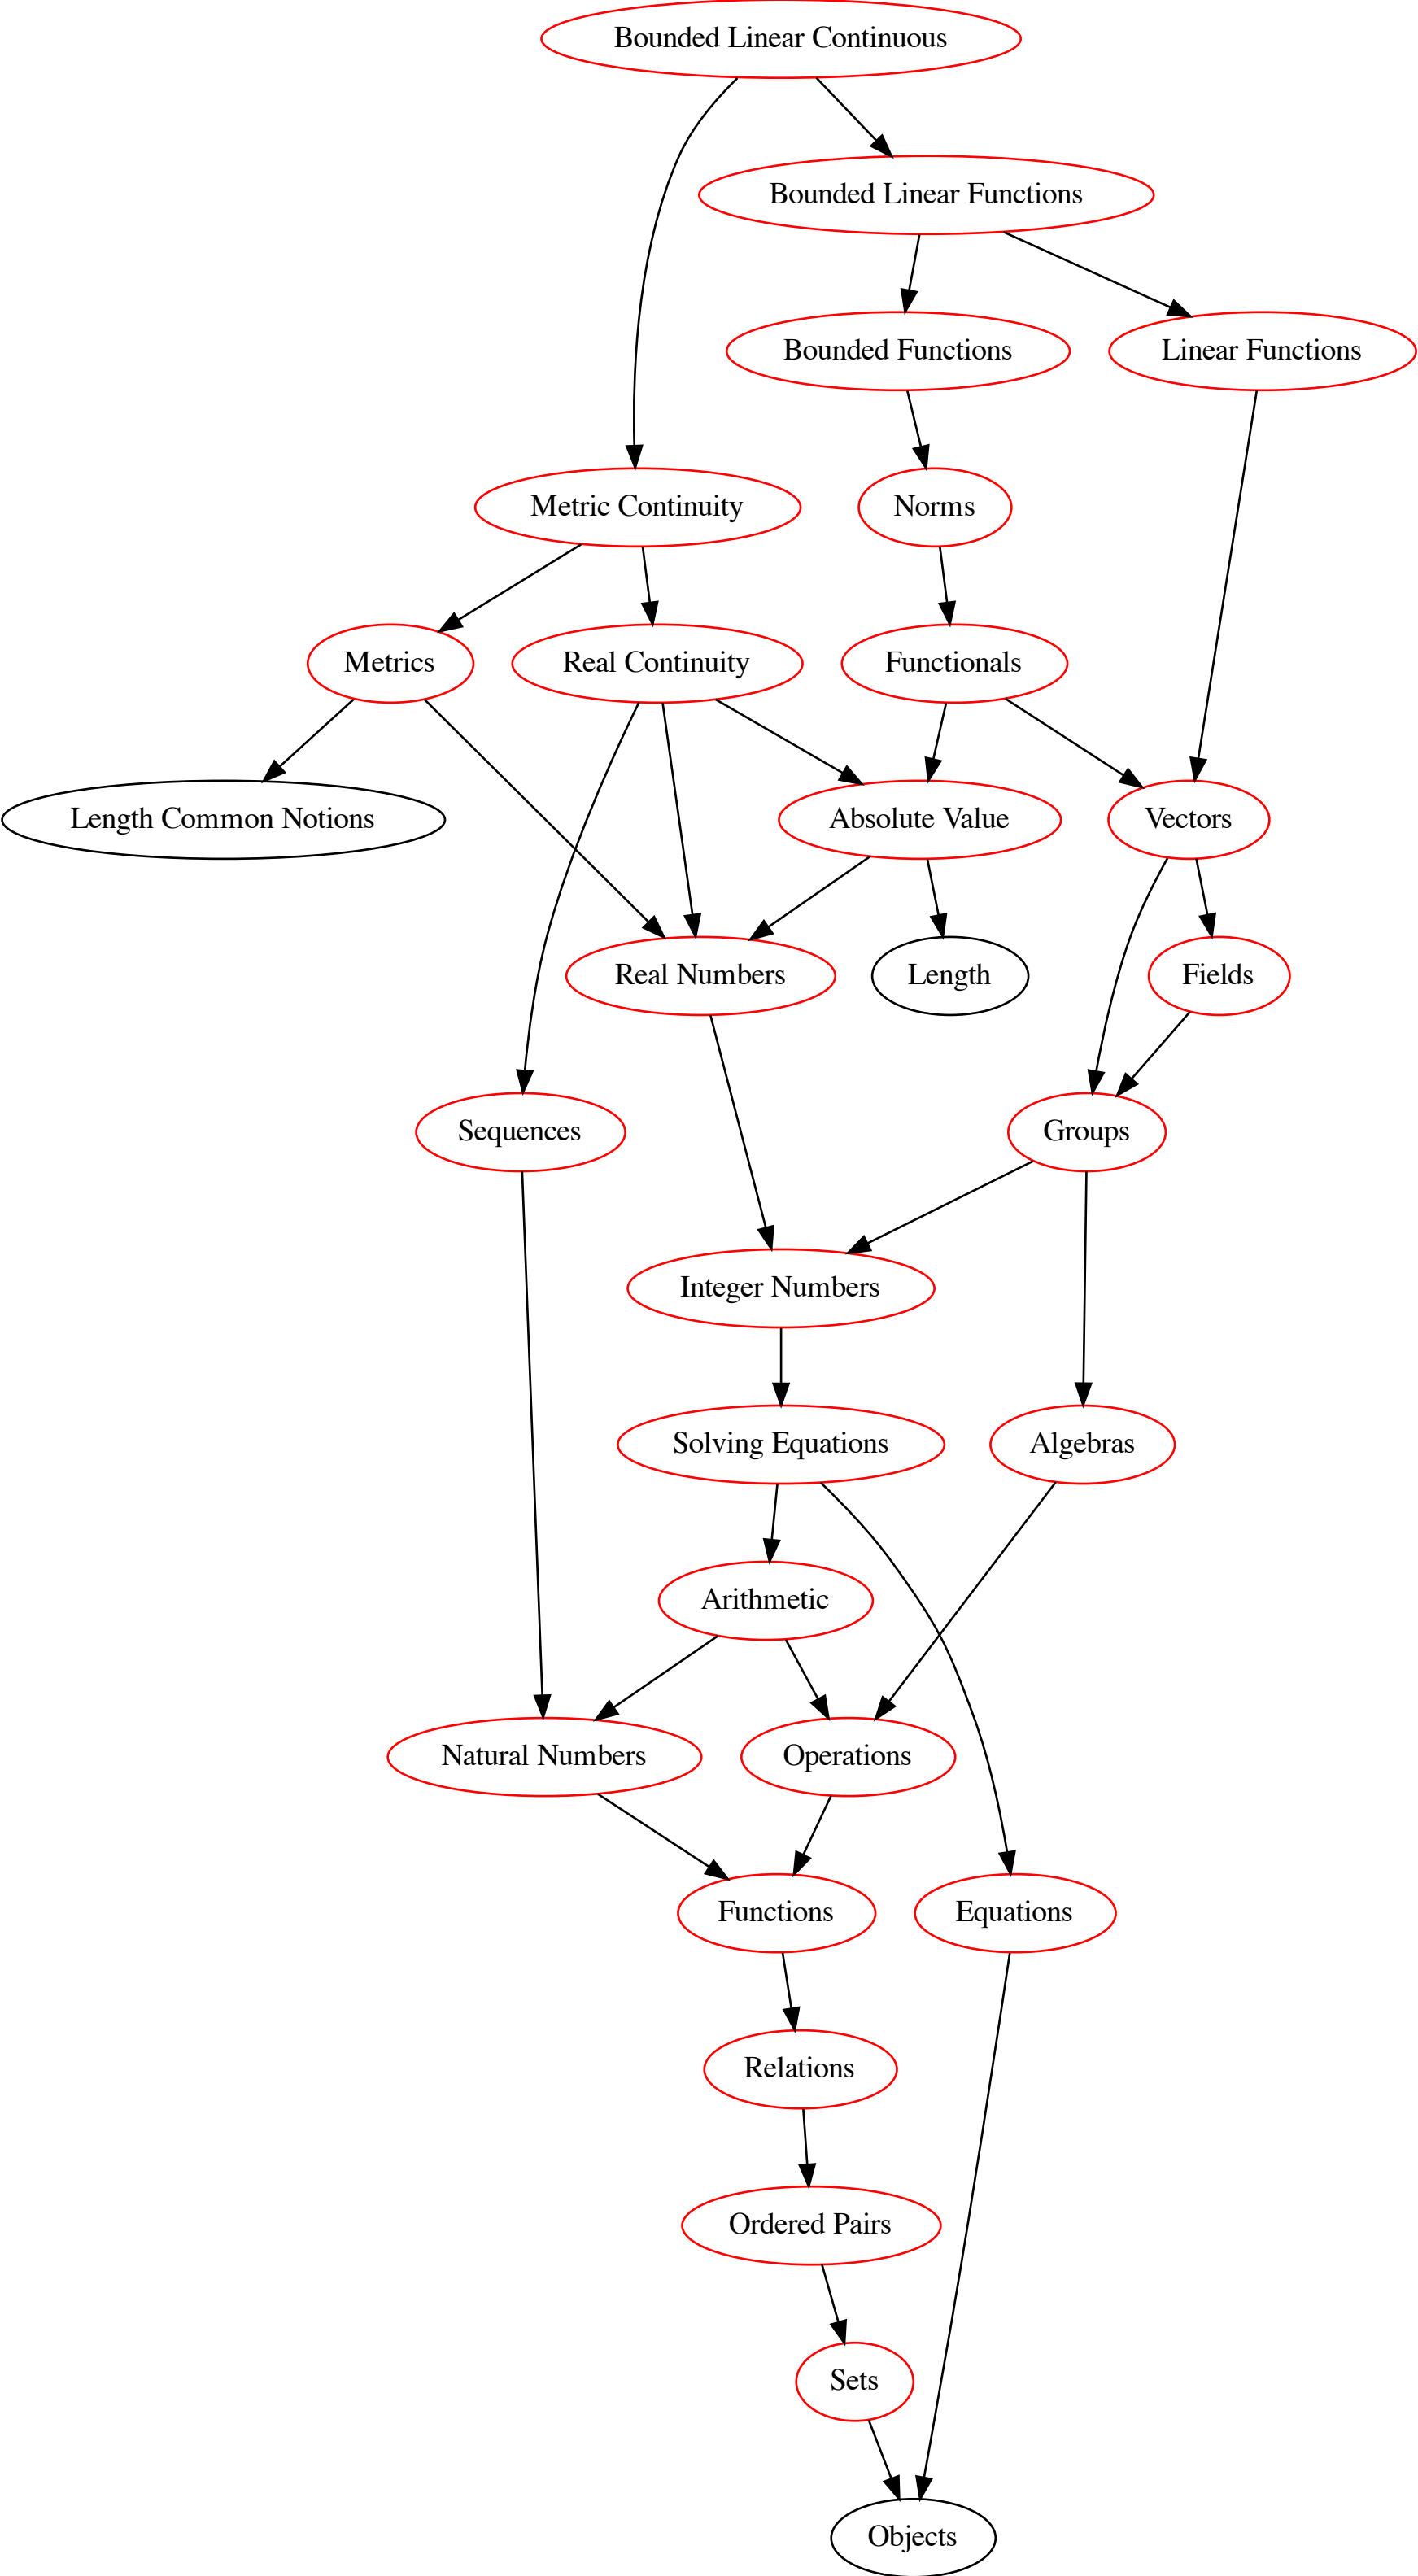 Bounded Linear Continuous
Bounded Linear Functions
Bounded Functions
Linear Functions
Metric Continuity
Norms
Metrics
Real Continuity
Functionals
Length Common Notions
Absolute Value
Vectors
Real Numbers
Length
Fields
Sequences
Groups
Integer Numbers
Solving Equations
Algebras
Arithmetic
Natural Numbers
Operations
Functions
Equations
Relations
Ordered Pairs
Sets
Objects